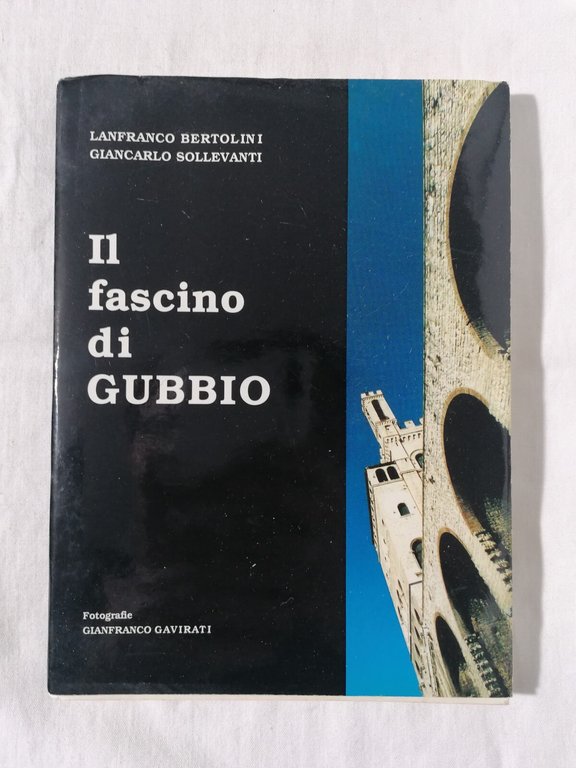 LANFRANCO BERTOLINI
GIANCARLO SOLLEVANTI
Il
fascino
di
GUBBIO
Fotografie
GIANFRANCO GAVIRATI